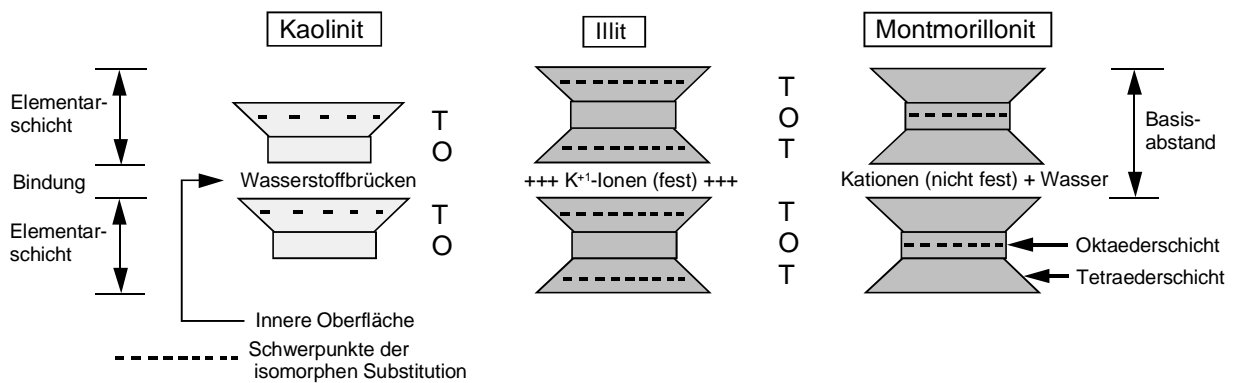 Kaolinit
Illit
Montmorillonit
Elementar-
schicht
T
O
T
O
T
Basis-
abstand
Bindung
Wasserstoffbrücken
+++ K+1-Ionen (fest) +++
Kationen (nicht fest) + Wasser
Elementar-
schicht
T
O
T
O
T
Oktaederschicht
Tetraederschicht
Innere Oberfläche
Schwerpunkte der
isomorphen Substitution